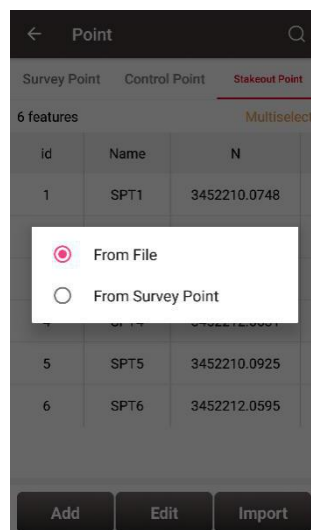 Point
Survey Point Control Point Stakeout Point
6 features Multiselect
id Name N
1 SPT1 3452210.0748
From File
From Survey Point
5 SPT5 3452210.0925
6 SPT6 3452212.0595
Add Edit Import